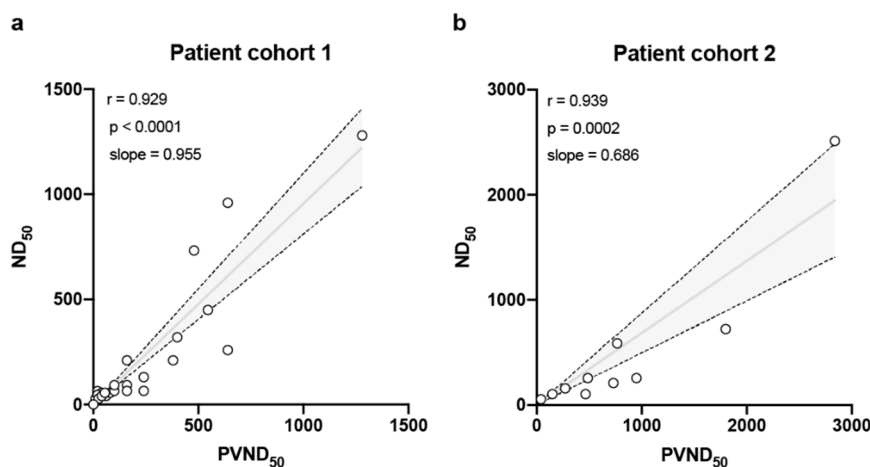 a
Patient cohort 1
r = 0.929
p < 0.0001
slope = 0.955
1500
1000
500
0
ND50
0
500
1000
1500
PVND50
b
Patient cohort 2
r = 0.939
p = 0.0002
slope = 0.686
3000
2000
1000
0
ND50
0
1000
2000
3000
PVND50